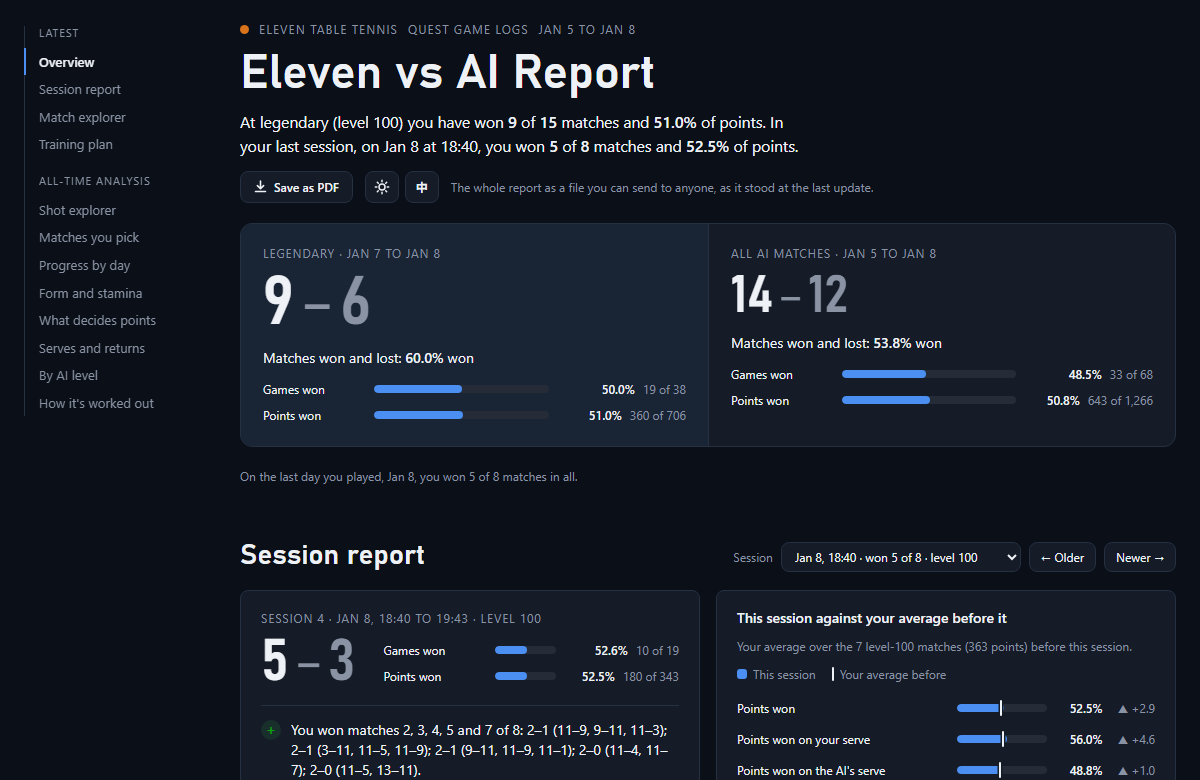 LATEST
Overview
Session report
Match explorer
Training plan
ALL-TIME ANALYSIS
Shot explorer
Matches you pick
Progress by day
Form and stamina
What decides points
Serves and returns
By AI level
How it's worked out
ELEVEN TABLE TENNIS QUEST GAME LOGS JAN 5 TO JAN 8
Eleven vs AI Report
At legendary (level 100) you have won 9 of 15 matches and 51.0% of points. In
your last session, on Jan 8 at 18:40, you won 5 of 8 matches and 52.5% of points.
Save as PDF
中
The whole report as a file you can send to anyone, as it stood at the last update.
LEGENDARY · JAN 7 TO JAN 8
9 – 6
Matches won and lost: 60.0% won
Games won 50.0% 19 of 38
Points won 51.0% 360 of 706
ALL AI MATCHES · JAN 5 TO JAN 8
14 – 12
Matches won and lost: 53.8% won
Games won 48.5% 33 of 68
Points won 50.8% 643 of 1,266
On the last day you played, Jan 8, you won 5 of 8 matches in all.
Session report
Session
Jan 8, 18:40 · won 5 of 8 · level 100
← Older
Newer →
SESSION 4 · JAN 8, 18:40 TO 19:43 · LEVEL 100
5 – 3
Games won 52.6% 10 of 19
Points won 52.5% 180 of 343
+ You won matches 2, 3, 4, 5 and 7 of 8: 2–1 (11–9, 9–11, 11–3);
2–1 (3–11, 11–5, 11–9); 2–1 (9–11, 11–9, 11–1); 2–0 (11–4, 11–
7); 2–0 (11–5, 13–11).
This session against your average before it
Your average over the 7 level-100 matches (363 points) before this session.
This session
Your average before
Points won 52.5% ▲ +2.9
Points won on your serve 56.0% ▲ +4.6
Points won on the AI's serve 48.8% ▲ +1.0